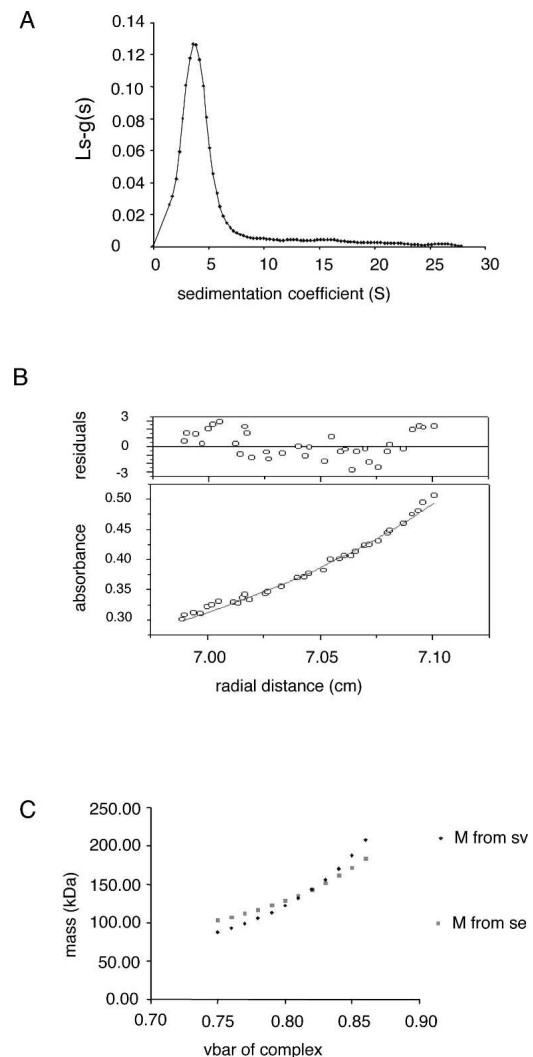 A
Ls-g(s)
0.14
0.12
0.10
0.08
0.06
0.04
0.02
0
0 5 10 15 20 25 30
sedimentation coefficient (S)
B
residuals
3
0
-3
absorbance
0.50
0.45
0.40
0.35
0.30
7.00 7.05 7.10
radial distance (cm)
C
mass (kDa)
250.00
200.00
150.00
100.00
50.00
0.00
0.70 0.75 0.80 0.85 0.90
vbar of complex
M from sv
M from se